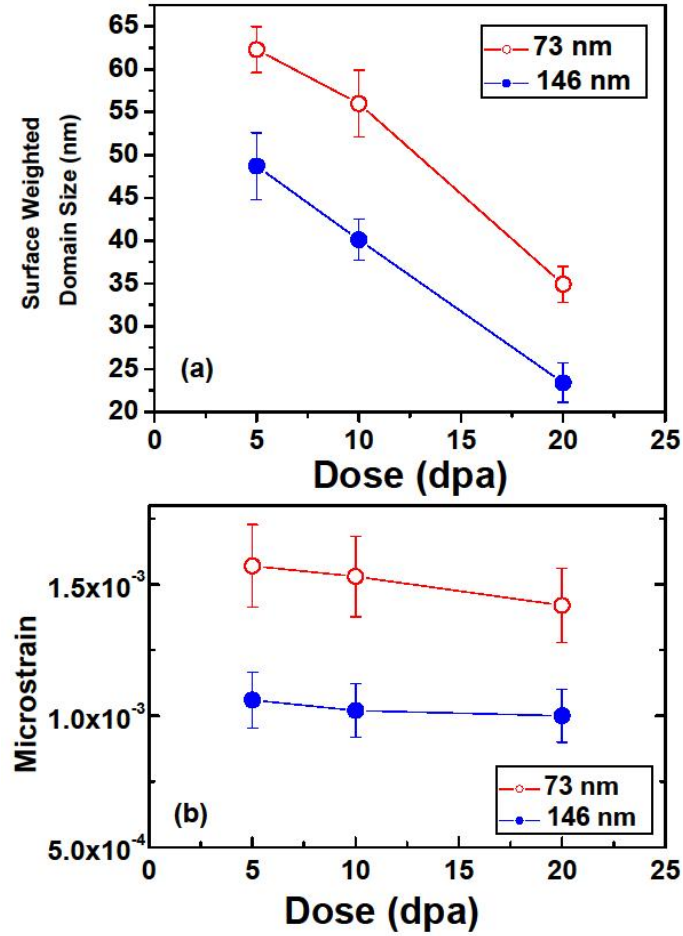 65
60
55
50
45
40
35
30
25
20
Surface Weighted
Domain Size (nm)
73 nm
146 nm
(a)
0 5 10 15 20 25
Dose (dpa)
1.5x10⁻³
1.0x10⁻³
5.0x10⁻⁴
Microstrain
73 nm
146 nm
(b)
0 5 10 15 20 25
Dose (dpa)